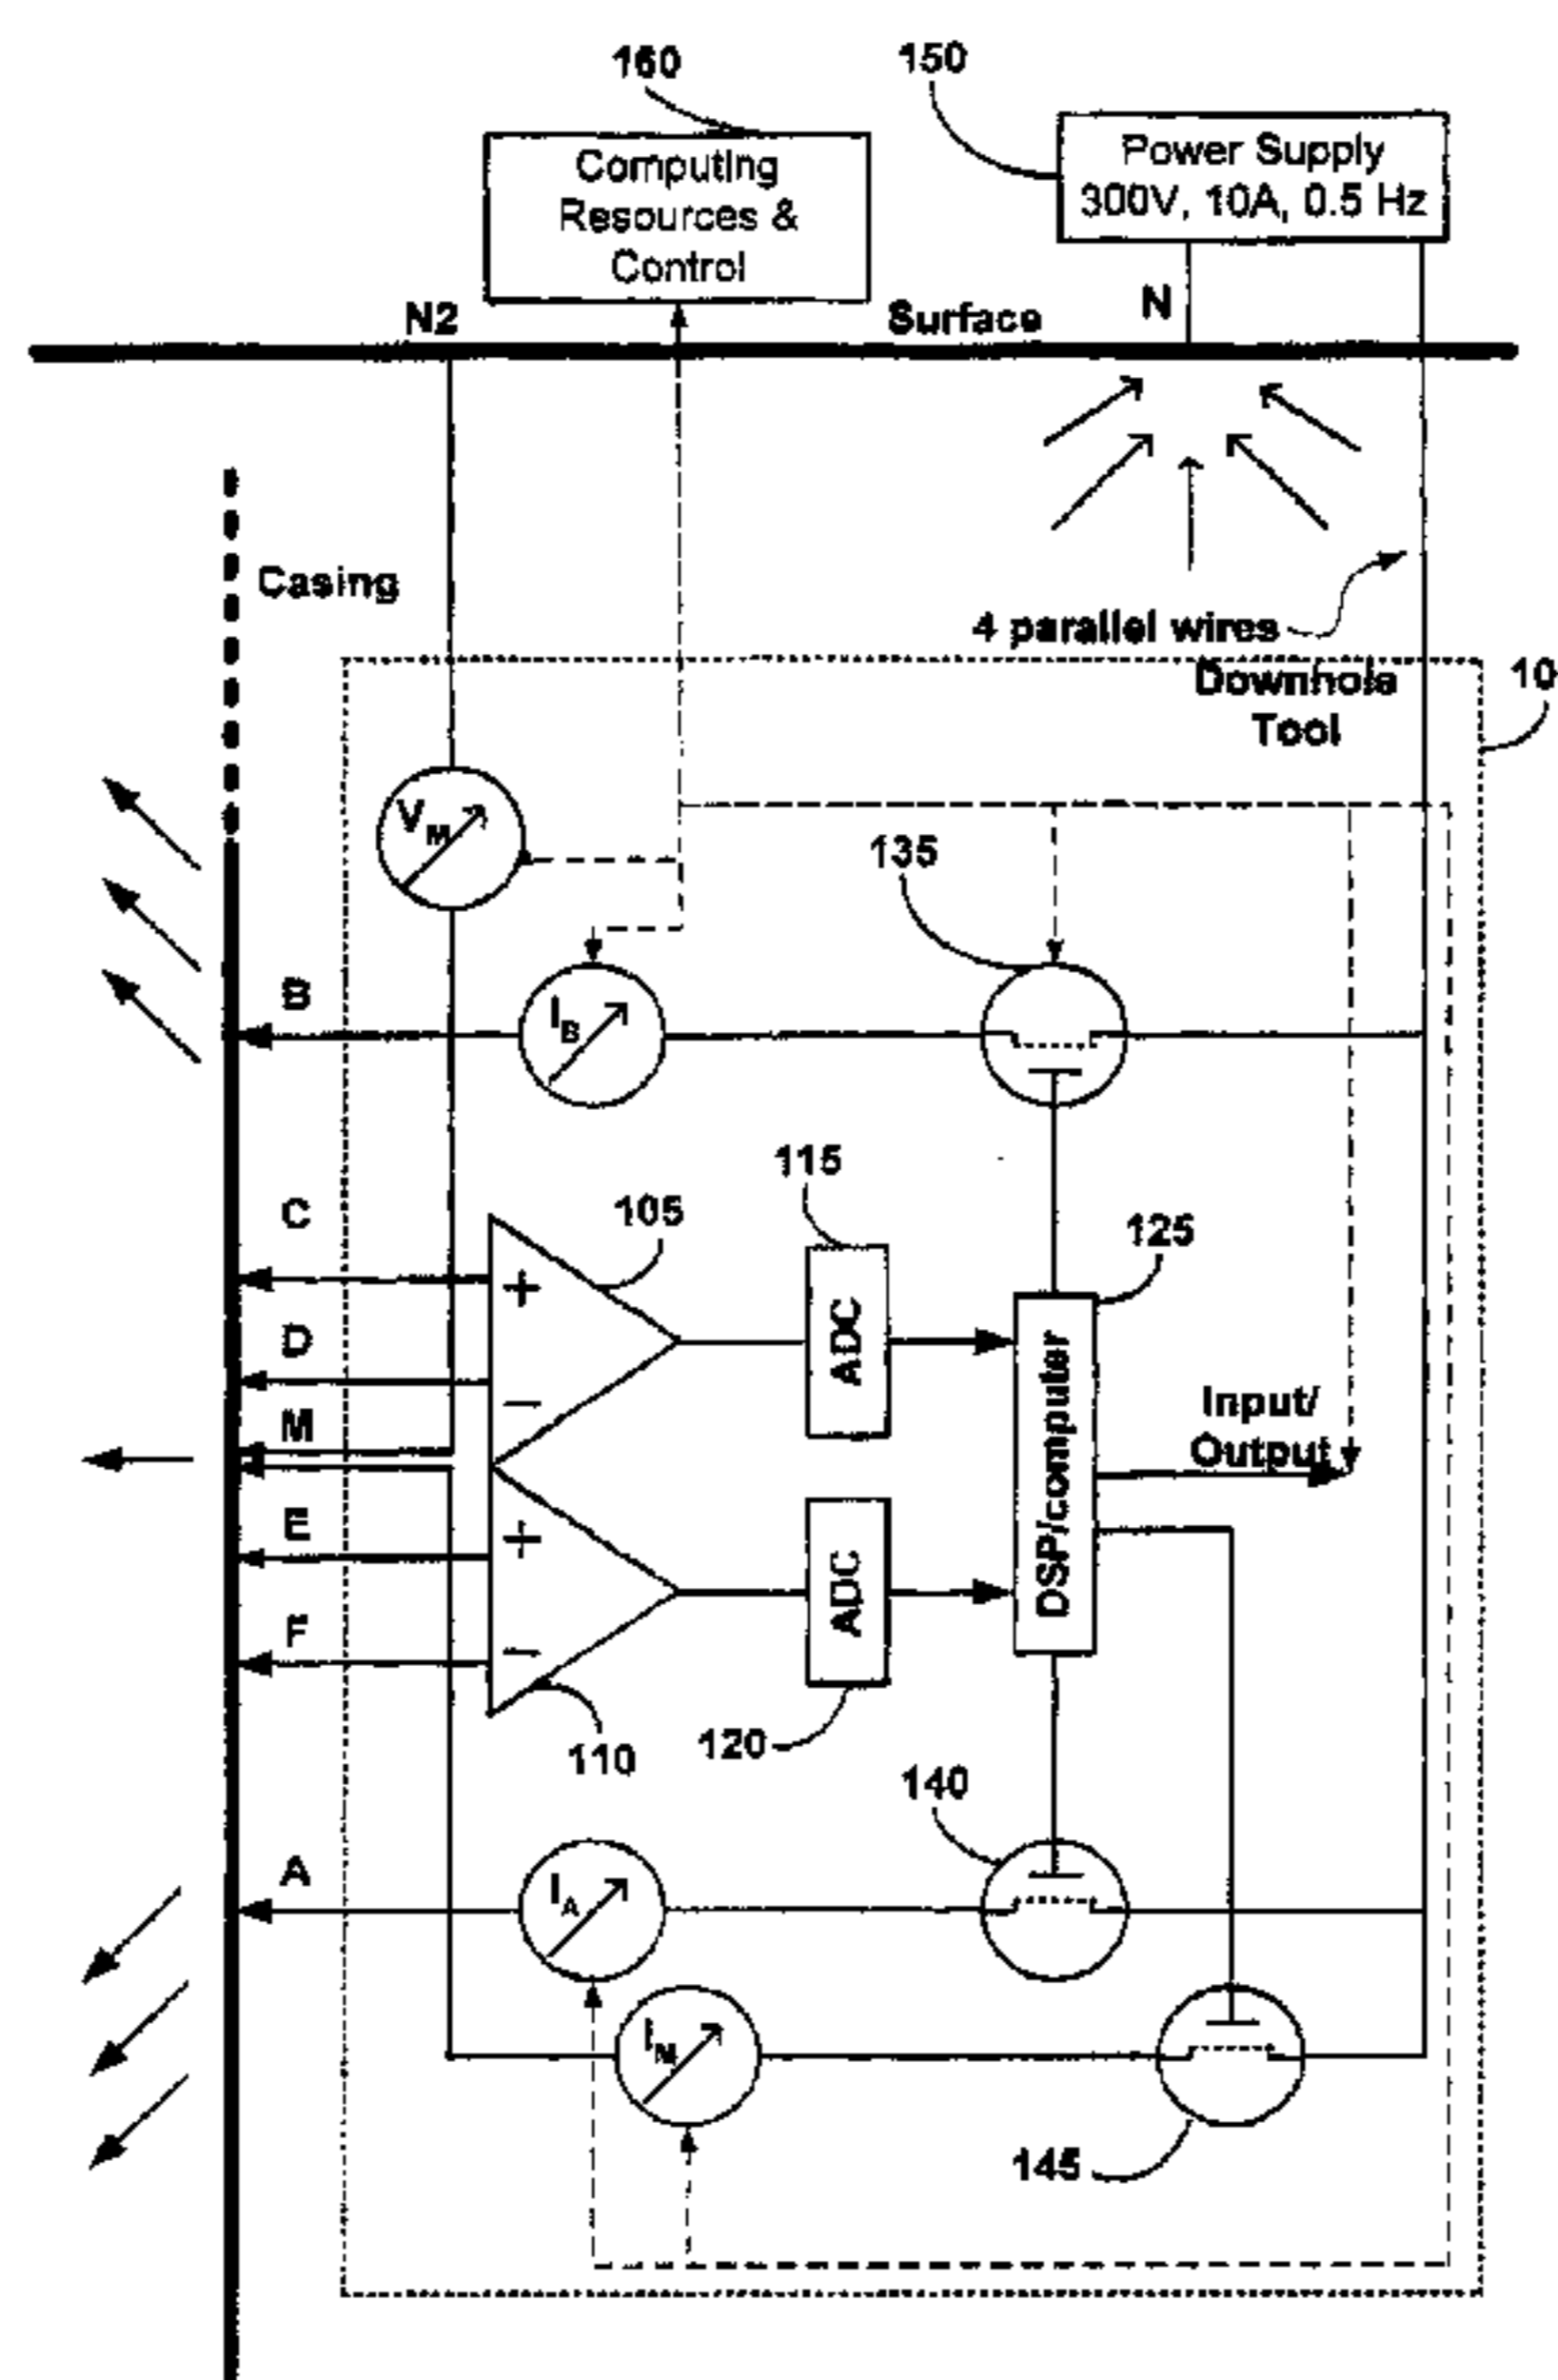 160
150
Computing
Resources &
Control
Power Supply
300V, 10A, 0.5 Hz
N2
Surface
N
Casing
4 parallel wires
Downhole
Tool
10
VM
135
B
IB
115
C
105
125
+
D
ADC
–
M
DSP/computer
Input/
Output
E
+
ADC
F
–
110
120
140
A
IA
IM
145